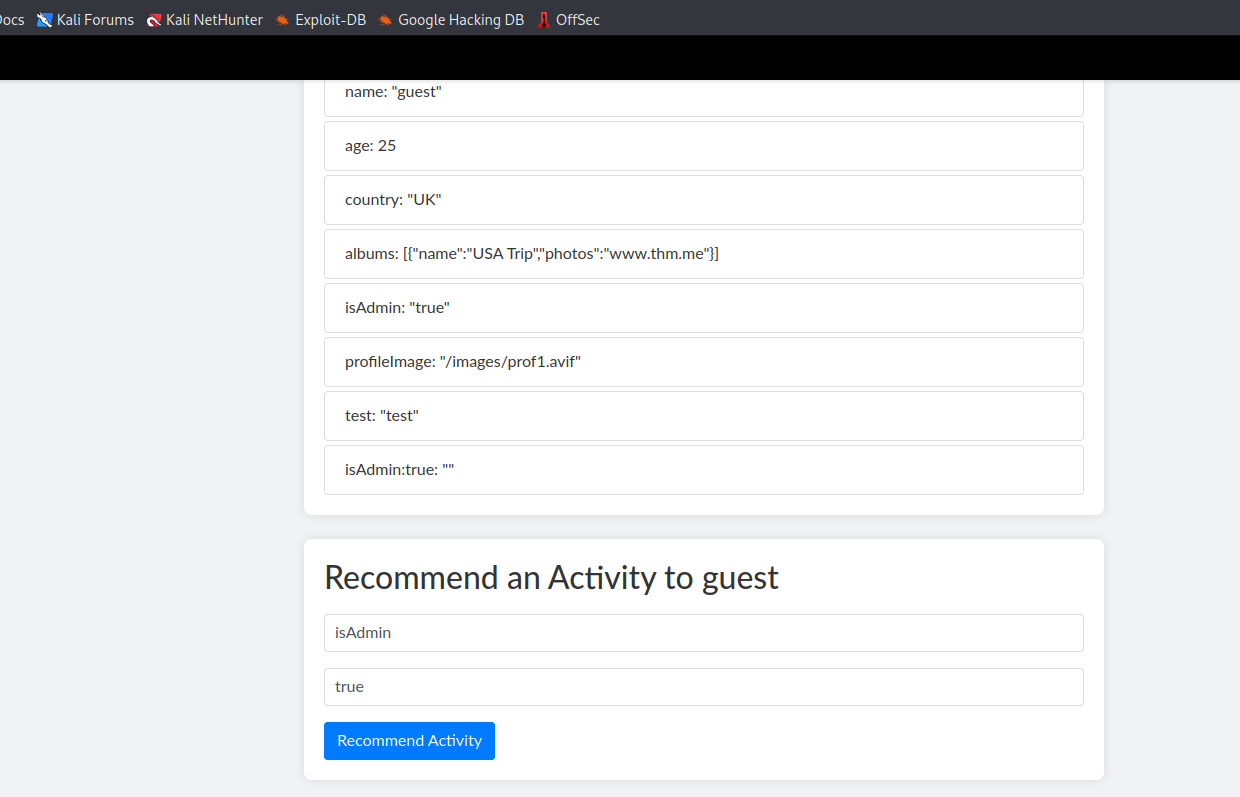 ocs Kali Forums Kali NetHunter Exploit-DB Google Hacking DB OffSec
name: "guest"
age: 25
country: "UK"
albums: [{"name":"USA Trip","photos":"www.thm.me"}]
isAdmin: "true"
profileImage: "/images/prof1.avif"
test: "test"
isAdmin:true: ""
Recommend an Activity to guest
isAdmin
true
Recommend Activity